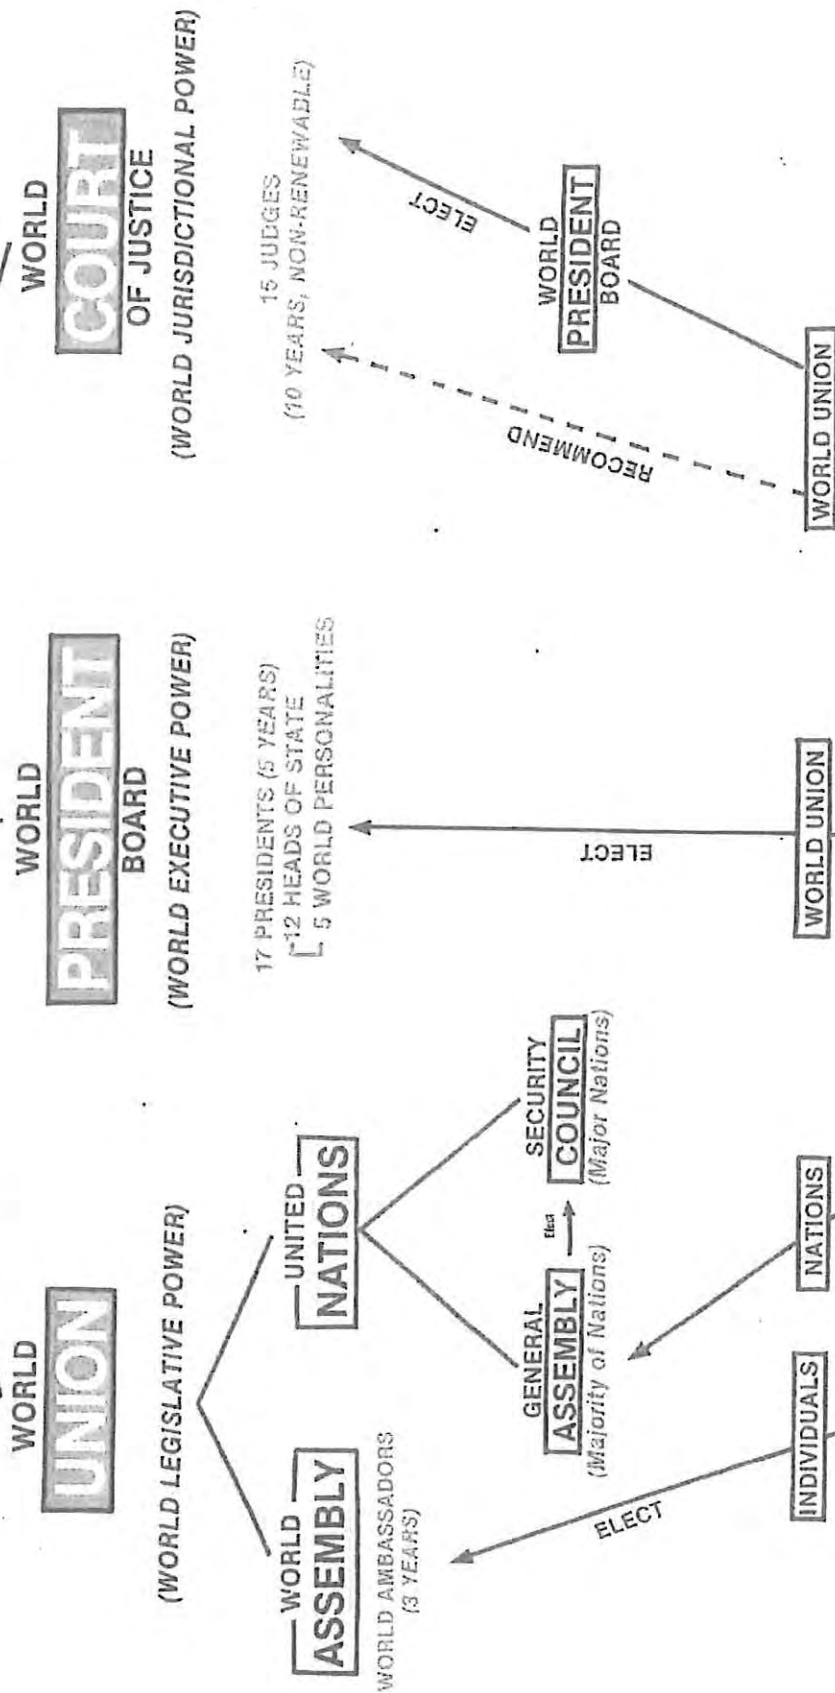 WORLD
UNION
(WORLD LEGISLATIVE POWER)
WORLD
ASSEMBLY
WORLD AMBASSADORS
(3 YEARS)
UNITED
NATIONS
GENERAL
ASSEMBLY
(Majority of Nations)
Elect
SECURITY
COUNCIL
(Major Nations)
ELECT
INDIVIDUALS
NATIONS
WORLD
PRESIDENT
BOARD
(WORLD EXECUTIVE POWER)
17 PRESIDENTS (5 YEARS)
12 HEADS OF STATE
5 WORLD PERSONALITIES
ELECT
WORLD UNION
WORLD
COURT
OF JUSTICE
(WORLD JURISDICTIONAL POWER)
15 JUDGES
(10 YEARS, NON-RENEWABLE)
ELECT
RECOMMEND
WORLD
PRESIDENT
BOARD
WORLD UNION